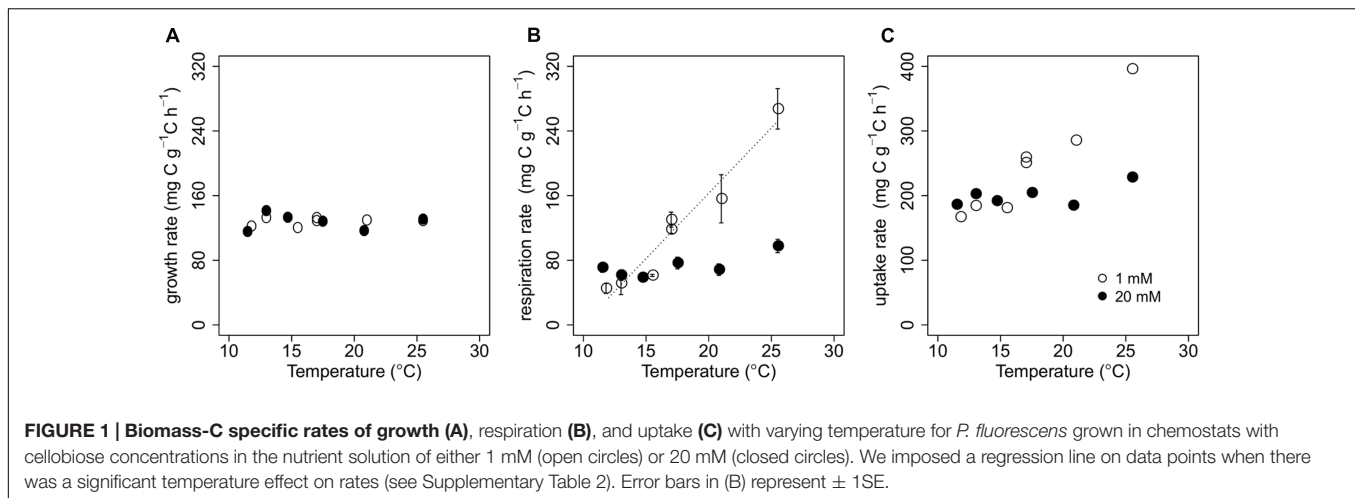 A
growth rate (mg C g⁻¹C h⁻¹)
320
240
160
80
0
10 15 20 25 30
Temperature (°C)
B
respiration rate (mg C g⁻¹C h⁻¹)
320
240
160
80
0
10 15 20 25 30
Temperature (°C)
C
uptake rate (mg C g⁻¹C h⁻¹)
400
300
200
100
0
1 mM
20 mM
10 15 20 25 30
Temperature (°C)
FIGURE 1 | Biomass-C specific rates of growth (A), respiration (B), and uptake (C) with varying temperature for P. fluorescens grown in chemostats with
cellobiose concentrations in the nutrient solution of either 1 mM (open circles) or 20 mM (closed circles). We imposed a regression line on data points when there
was a significant temperature effect on rates (see Supplementary Table 2). Error bars in (B) represent ± 1SE.